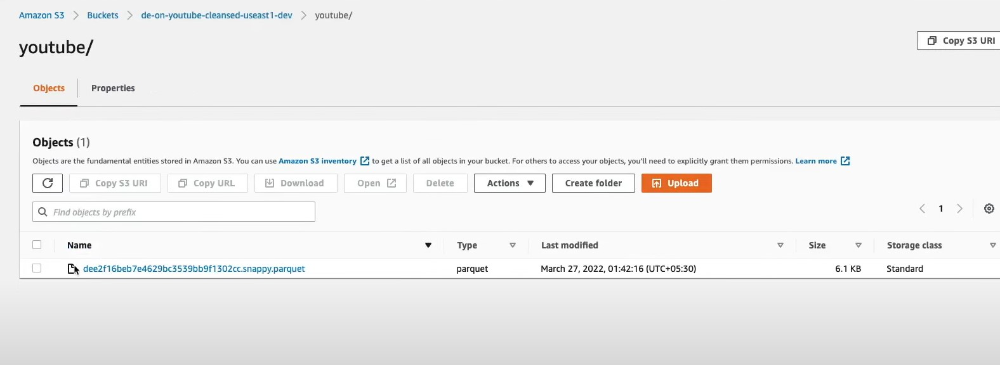 Amazon S3 > Buckets > de-on-youtube-cleansed-useast1-dev > youtube/
youtube/
Copy S3 URI
Objects Properties
Objects (1)
Objects are the fundamental entities stored in Amazon S3. You can use Amazon S3 inventory to get a list of all objects in your bucket. For others to access your objects, you'll need to explicitly grant them permissions. Learn more
Copy S3 URI Copy URL Download Open Delete Actions Create folder Upload
Find objects by prefix
1
Name Type Last modified Size Storage class
dee2f16beb7e4629bc3539bb9f1302cc.snappy.parquet parquet March 27, 2022, 01:42:16 (UTC+05:30) 6.1 KB Standard